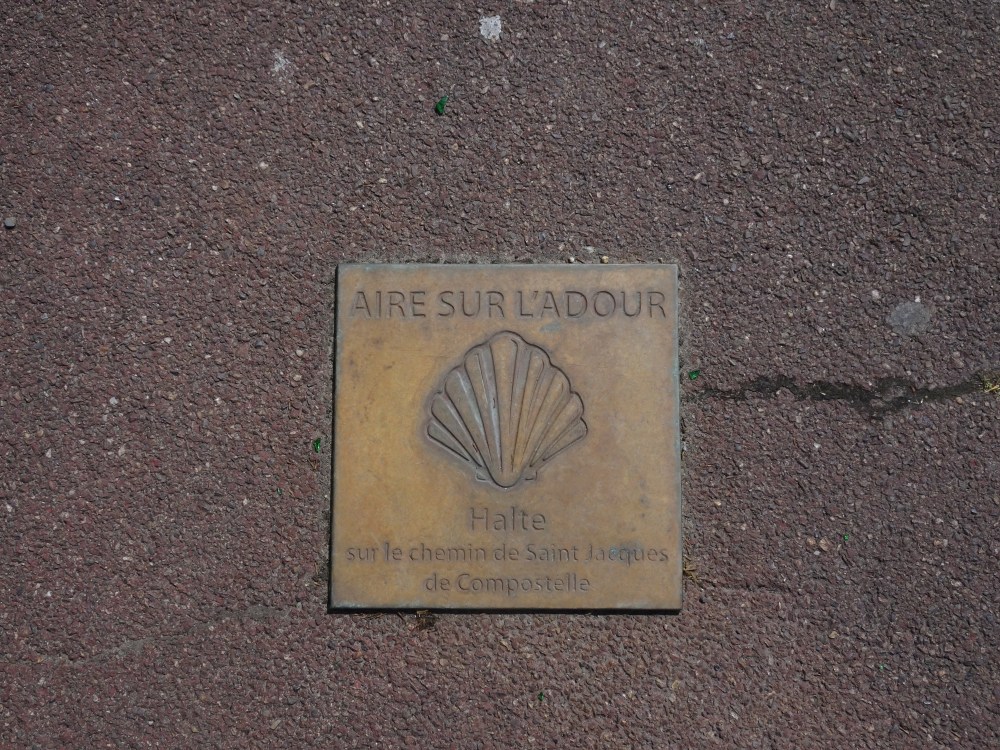 AIRE SUR L'ADOUR
Halte
sur le chemin de Saint Jacques
de Compostelle